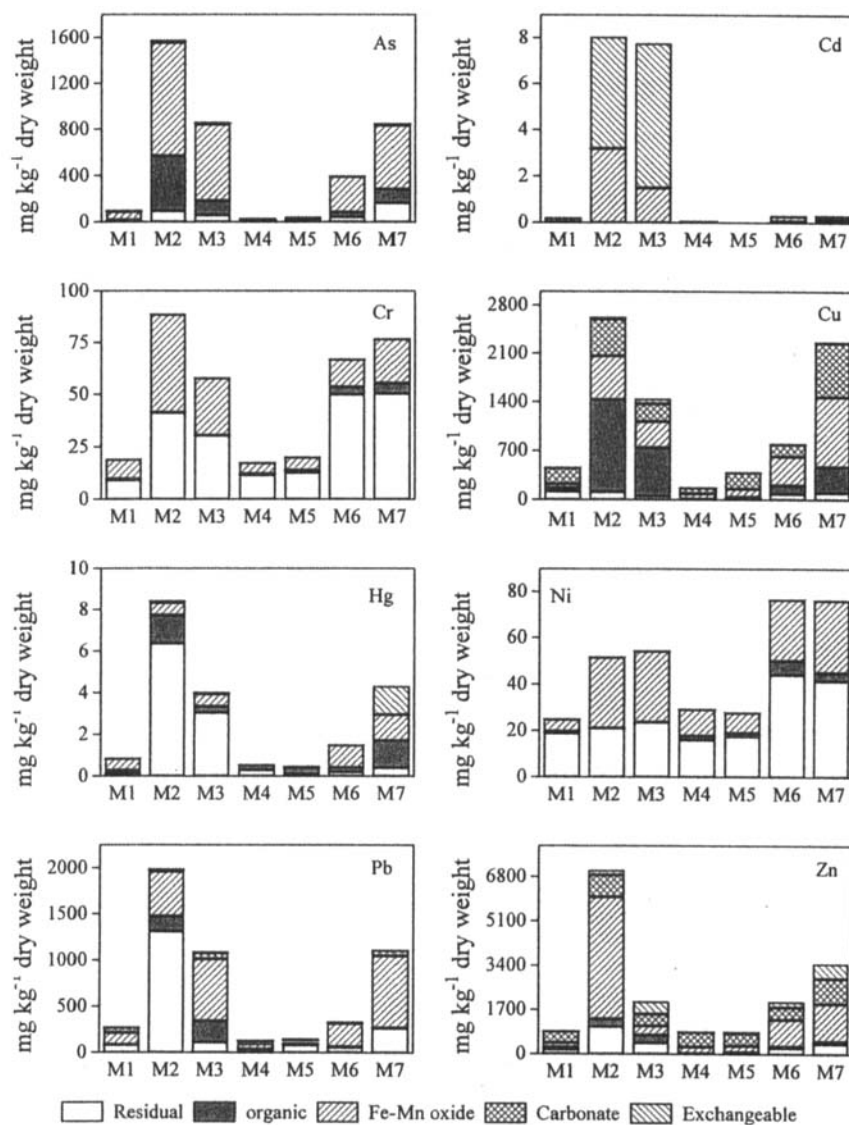 As
mg kg⁻¹ dry weight
1600
1200
800
400
0
M1 M2 M3 M4 M5 M6 M7
Cd
mg kg⁻¹ dry weight
8
6
4
2
0
M1 M2 M3 M4 M5 M6 M7
Cr
mg kg⁻¹ dry weight
100
75
50
25
0
M1 M2 M3 M4 M5 M6 M7
Cu
mg kg⁻¹ dry weight
2800
2100
1400
700
0
M1 M2 M3 M4 M5 M6 M7
Hg
mg kg⁻¹ dry weight
10
8
6
4
2
0
M1 M2 M3 M4 M5 M6 M7
Ni
mg kg⁻¹ dry weight
80
60
40
20
0
M1 M2 M3 M4 M5 M6 M7
Pb
mg kg⁻¹ dry weight
2000
1500
1000
500
0
M1 M2 M3 M4 M5 M6 M7
Zn
mg kg⁻¹ dry weight
6800
5100
3400
1700
0
M1 M2 M3 M4 M5 M6 M7
Residual organic Fe-Mn oxide Carbonate Exchangeable